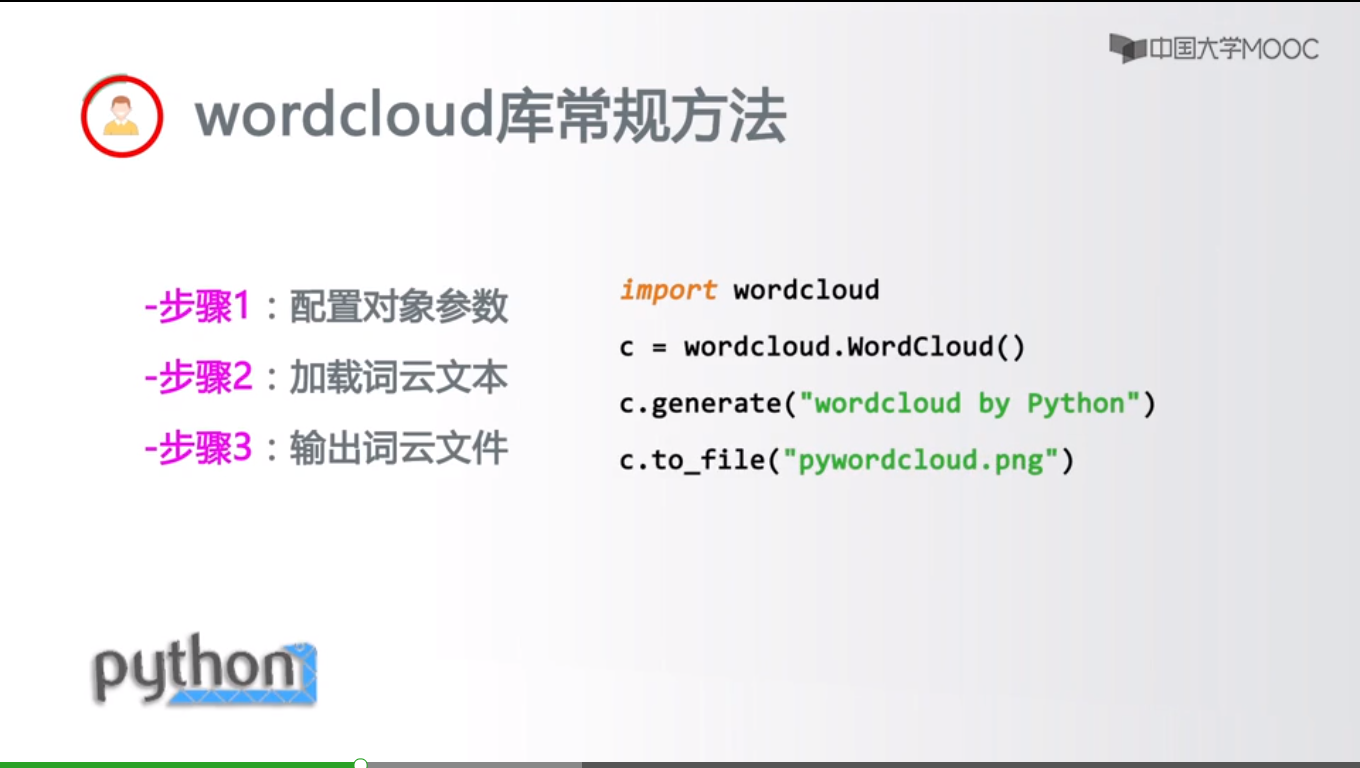 中国大学MOOC
wordcloud库常规方法
-步骤1：配置对象参数
-步骤2：加载词云文本
-步骤3：输出词云文件
import wordcloud
c = wordcloud.WordCloud()
c.generate("wordcloud by Python")
c.to_file("pywordcloud.png")
python